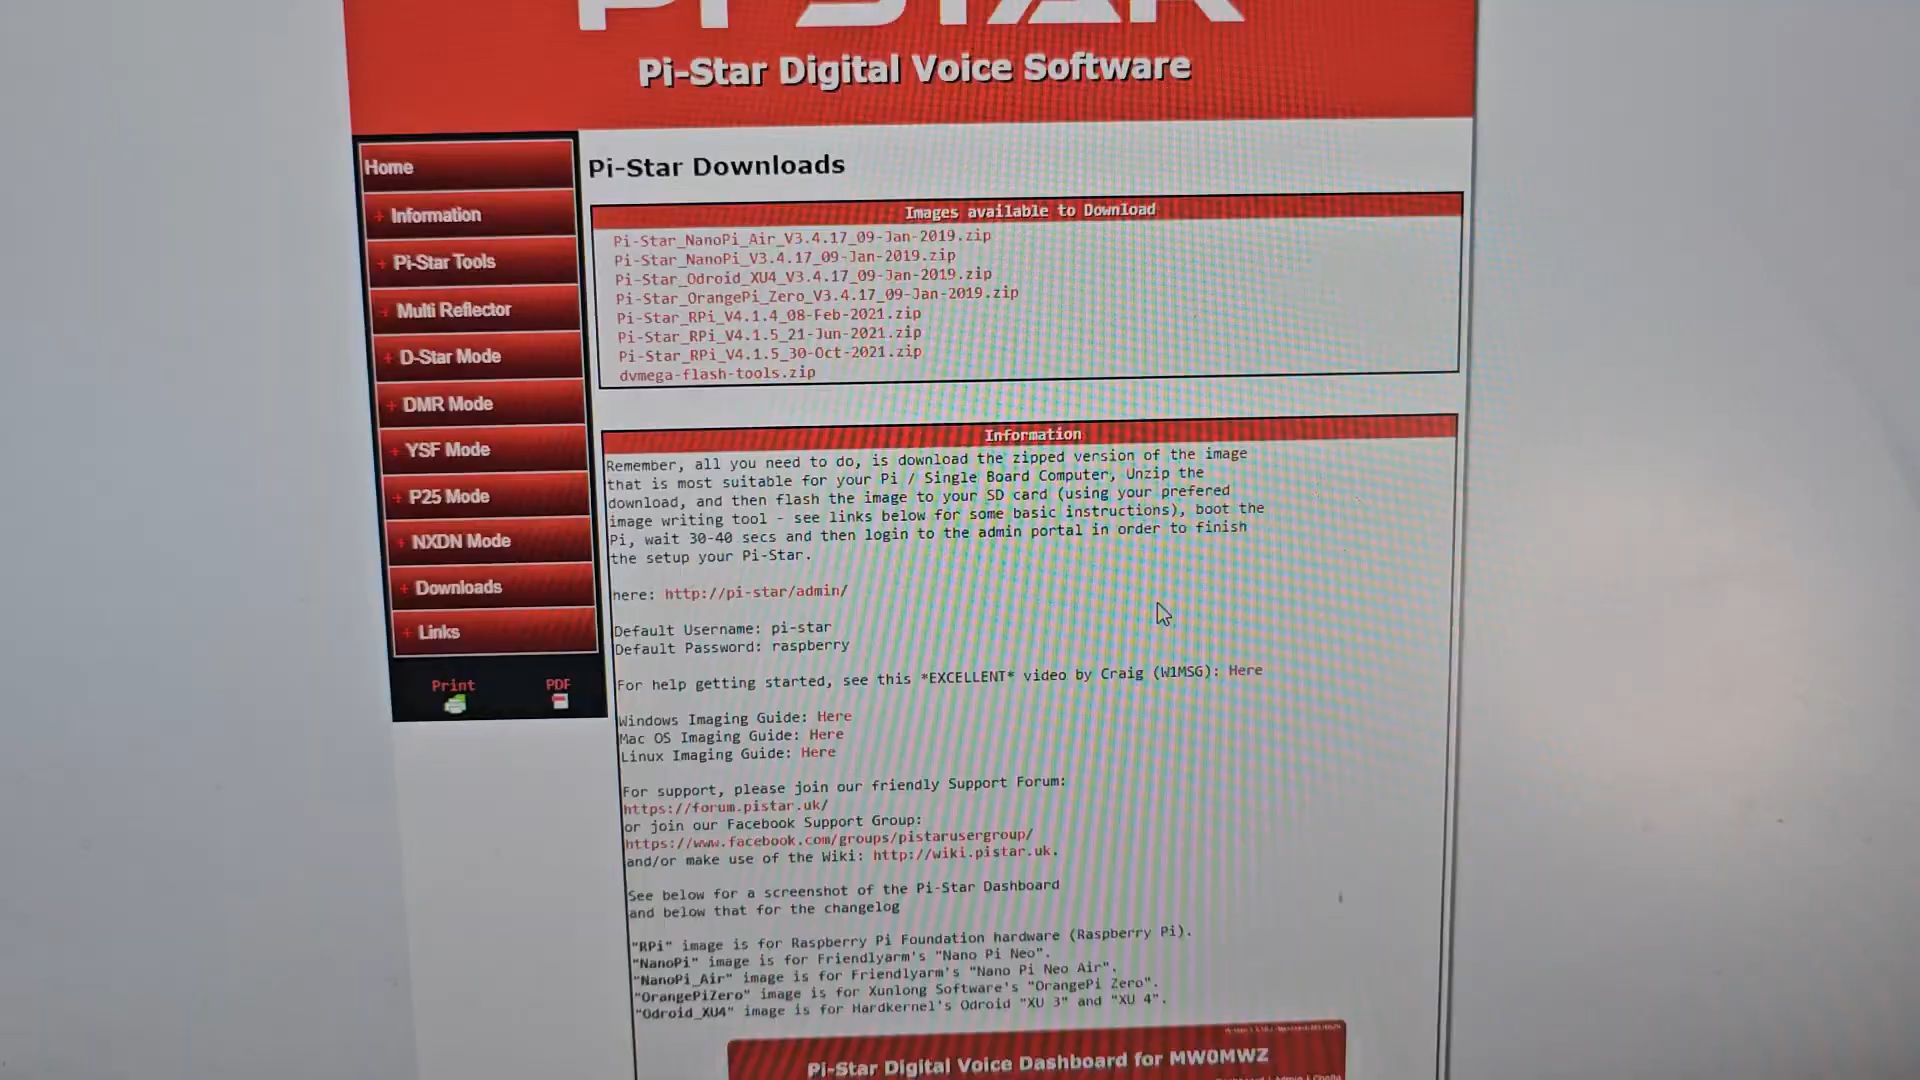 PI-STAR
Pi-Star Digital Voice Software
Home
+ Information
+ Pi-Star Tools
+ Multi Reflector
+ D-Star Mode
+ DMR Mode
+ YSF Mode
+ P25 Mode
+ NXDN Mode
+ Downloads
+ Links
Print PDF
Pi-Star Downloads
Images available to Download
Pi-Star_NanoPi_Air_V3.4.17_09-Jan-2019.zip
Pi-Star_NanoPi_V3.4.17_09-Jan-2019.zip
Pi-Star_Odroid_XU4_V3.4.17_09-Jan-2019.zip
Pi-Star_OrangePi_Zero_V3.4.17_09-Jan-2019.zip
Pi-Star_RPi_V4.1.4_08-Feb-2021.zip
Pi-Star_RPi_V4.1.5_21-Jun-2021.zip
Pi-Star_RPi_V4.1.5_30-Oct-2021.zip
dvmega-flash-tools.zip
Information
Remember, all you need to do, is download the zipped version of the image
that is most suitable for your Pi / Single Board Computer, Unzip the
download, and then flash the image to your SD card (using your prefered
image writing tool - see links below for some basic instructions), boot the
Pi, wait 30-40 secs and then login to the admin portal in order to finish
the setup your Pi-Star.
here: http://pi-star/admin/
Default Username: pi-star
Default Password: raspberry
For help getting started, see this *EXCELLENT* video by Craig (W1MSG): Here
Windows Imaging Guide: Here
Mac OS Imaging Guide: Here
Linux Imaging Guide: Here
For support, please join our friendly Support Forum:
https://forum.pistar.uk/
or join our Facebook Support Group:
https://www.facebook.com/groups/pistarusergroup/
and/or make use of the Wiki: http://wiki.pistar.uk.
See below for a screenshot of the Pi-Star Dashboard
and below that for the changelog
"RPi" image is for Raspberry Pi Foundation hardware (Raspberry Pi).
"NanoPi" image is for Friendlyarm's "Nano Pi Neo".
"NanoPi_Air" image is for Friendlyarm's "Nano Pi Neo Air".
"OrangePiZero" image is for Xunlong Software's "OrangePi Zero".
"Odroid_XU4" image is for Hardkernel's Odroid "XU 3" and "XU 4".
Pi-Star Digital Voice Dashboard for MW0MWZ